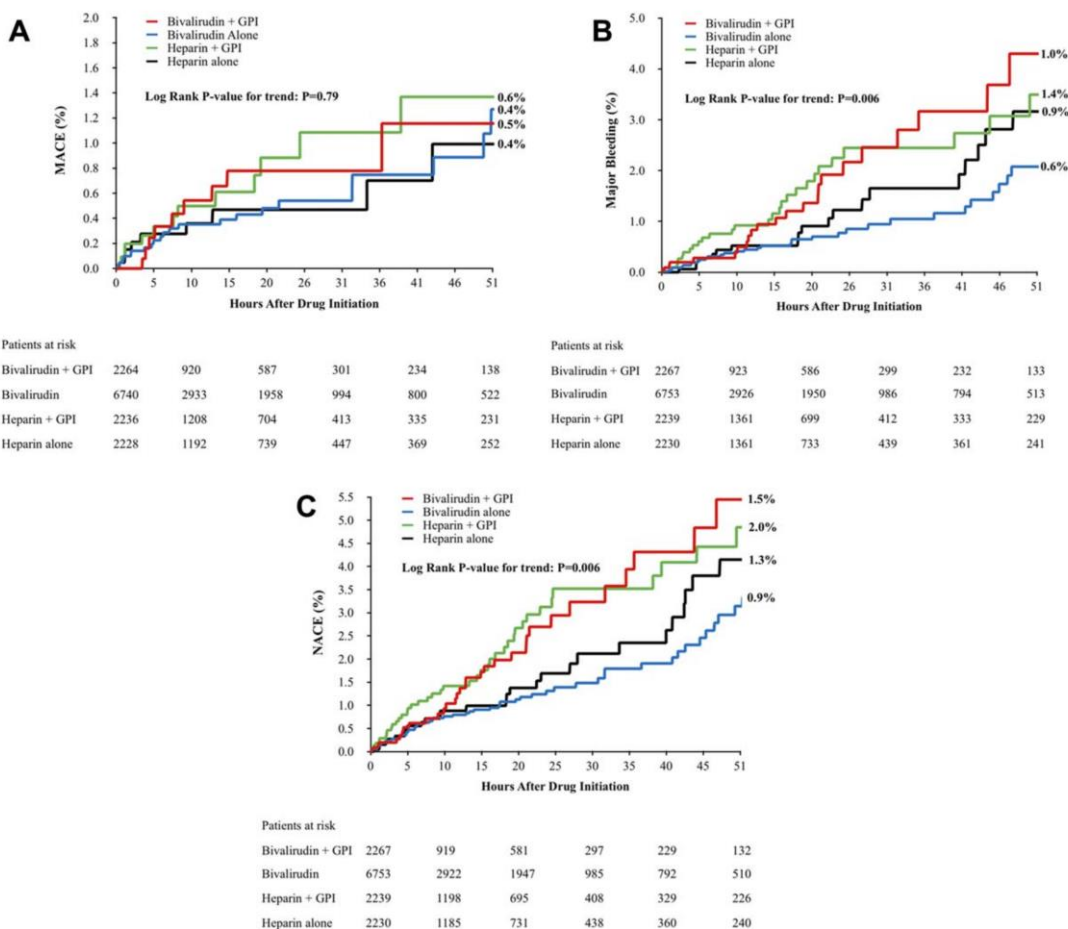 A
MACE (%)
2.0
1.8
1.6
1.4
1.2
1.0
0.8
0.6
0.4
0.2
0.0
Bivalirudin + GPI
Bivalirudin Alone
Heparin + GPI
Heparin alone
Log Rank P-value for trend: P=0.79
0.6%
0.4%
0.5%
0.4%
0 5 10 15 20 26 31 36 41 46 51
Hours After Drug Initiation
Patients at risk
Bivalirudin + GPI 2264 920 587 301 234 138
Bivalirudin 6740 2933 1958 994 800 522
Heparin + GPI 2236 1208 704 413 335 231
Heparin alone 2228 1192 739 447 369 252
B
Major Bleeding (%)
5.0
4.0
3.0
2.0
1.0
0.0
Bivalirudin + GPI
Bivalirudin alone
Heparin + GPI
Heparin alone
Log Rank P-value for trend: P=0.006
1.0%
1.4%
0.9%
0.6%
0 5 10 15 20 26 31 36 41 46 51
Hours After Drug Initiation
Patients at risk
Bivalirudin + GPI 2267 923 586 299 232 133
Bivalirudin 6753 2926 1950 986 794 513
Heparin + GPI 2239 1361 699 412 333 229
Heparin alone 2230 1361 733 439 361 241
C
NACE (%)
5.5
5.0
4.5
4.0
3.5
3.0
2.5
2.0
1.5
1.0
0.5
0.0
Bivalirudin + GPI
Bivalirudin alone
Heparin + GPI
Heparin alone
Log Rank P-value for trend: P=0.006
1.5%
2.0%
1.3%
0.9%
0 5 10 15 20 25 30 35 40 45 51
Hours After Drug Initiation
Patients at risk
Bivalirudin + GPI 2267 919 581 297 229 132
Bivalirudin 6753 2922 1947 985 792 510
Heparin + GPI 2239 1198 695 408 329 226
Heparin alone 2230 1185 731 438 360 240